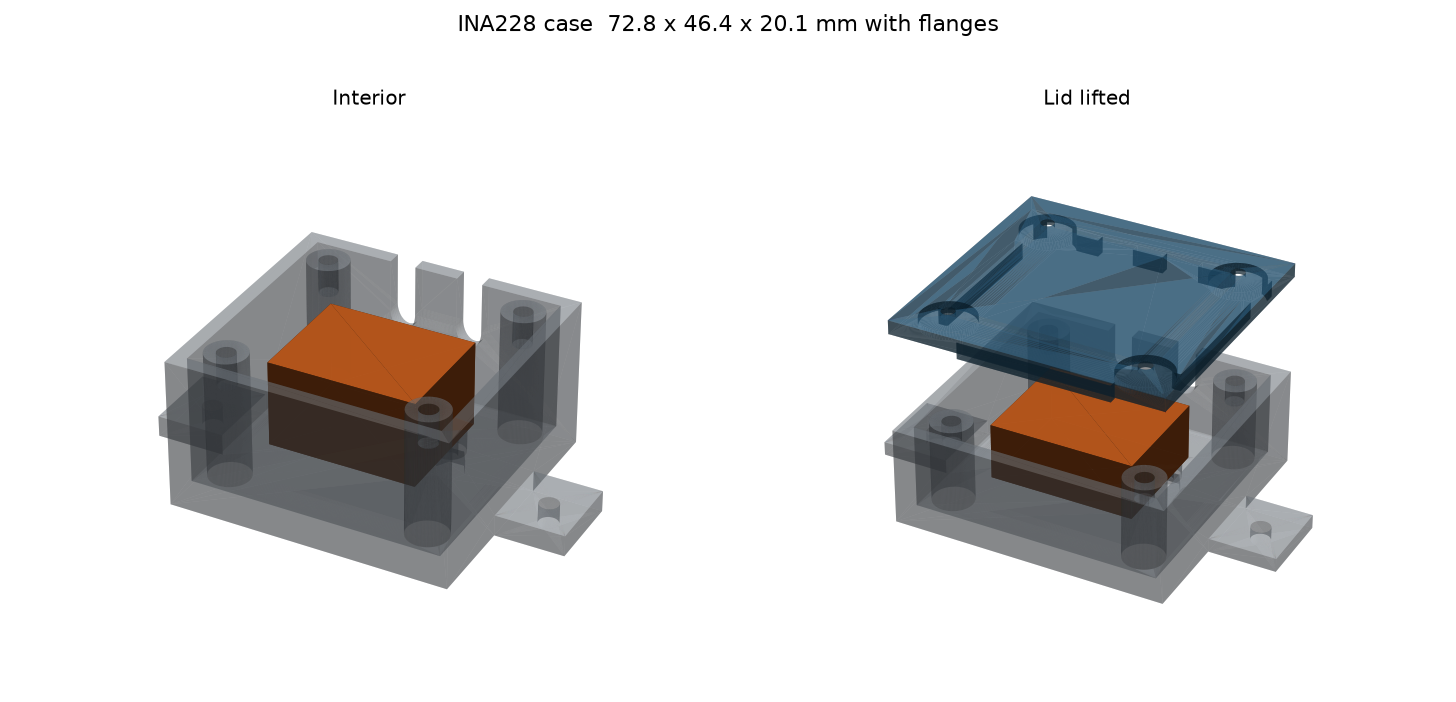 INA228 case  72.8 x 46.4 x 20.1 mm with flanges
Interior
Lid lifted